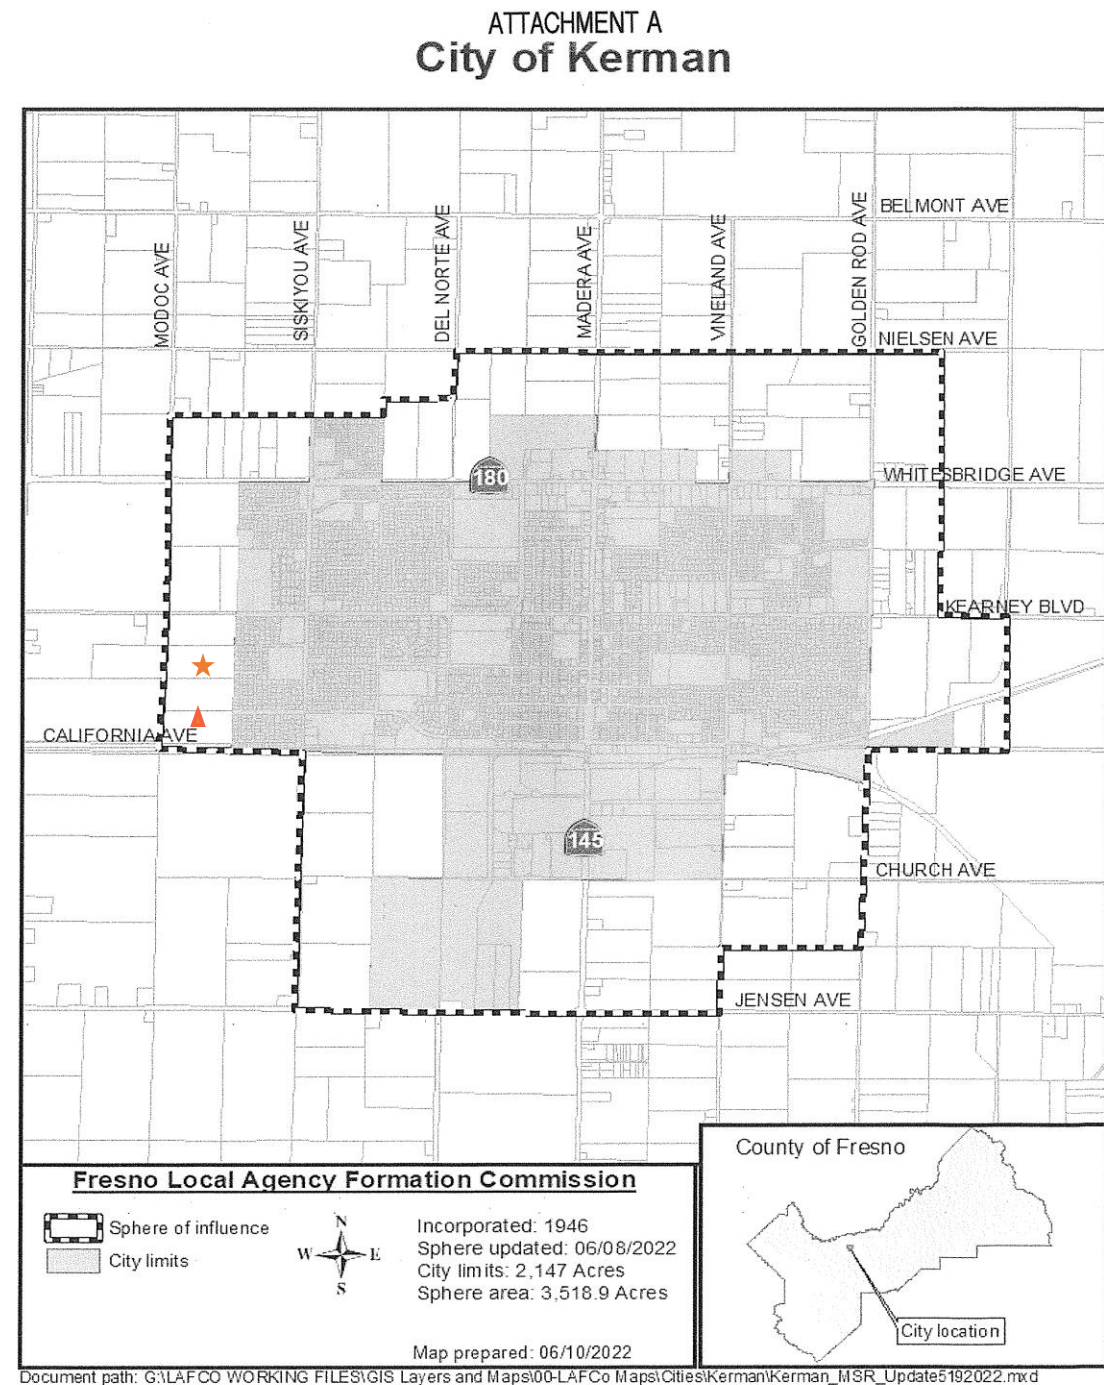 ATTACHMENT A
City of Kerman
BELMONT AVE
MODOC AVE
SISKIYOU AVE
DEL NORTE AVE
MADERA AVE
VINELAND AVE
GOLDEN ROD AVE
NIELSEN AVE
180
WHITESBRIDGE AVE
KEARNEY BLVD
CALIFORNIA AVE
145
CHURCH AVE
JENSEN AVE
Fresno Local Agency Formation Commission
Sphere of influence
City limits
N
W E
S
Incorporated: 1946
Sphere updated: 06/08/2022
City limits: 2,147 Acres
Sphere area: 3,518.9 Acres
Map prepared: 06/10/2022
County of Fresno
City location
Document path: G:\LAFCO WORKING FILES\GIS Layers and Maps\00-LAFCo Maps\Cities\Kerman\Kerman_MSR_Update5192022.mxd